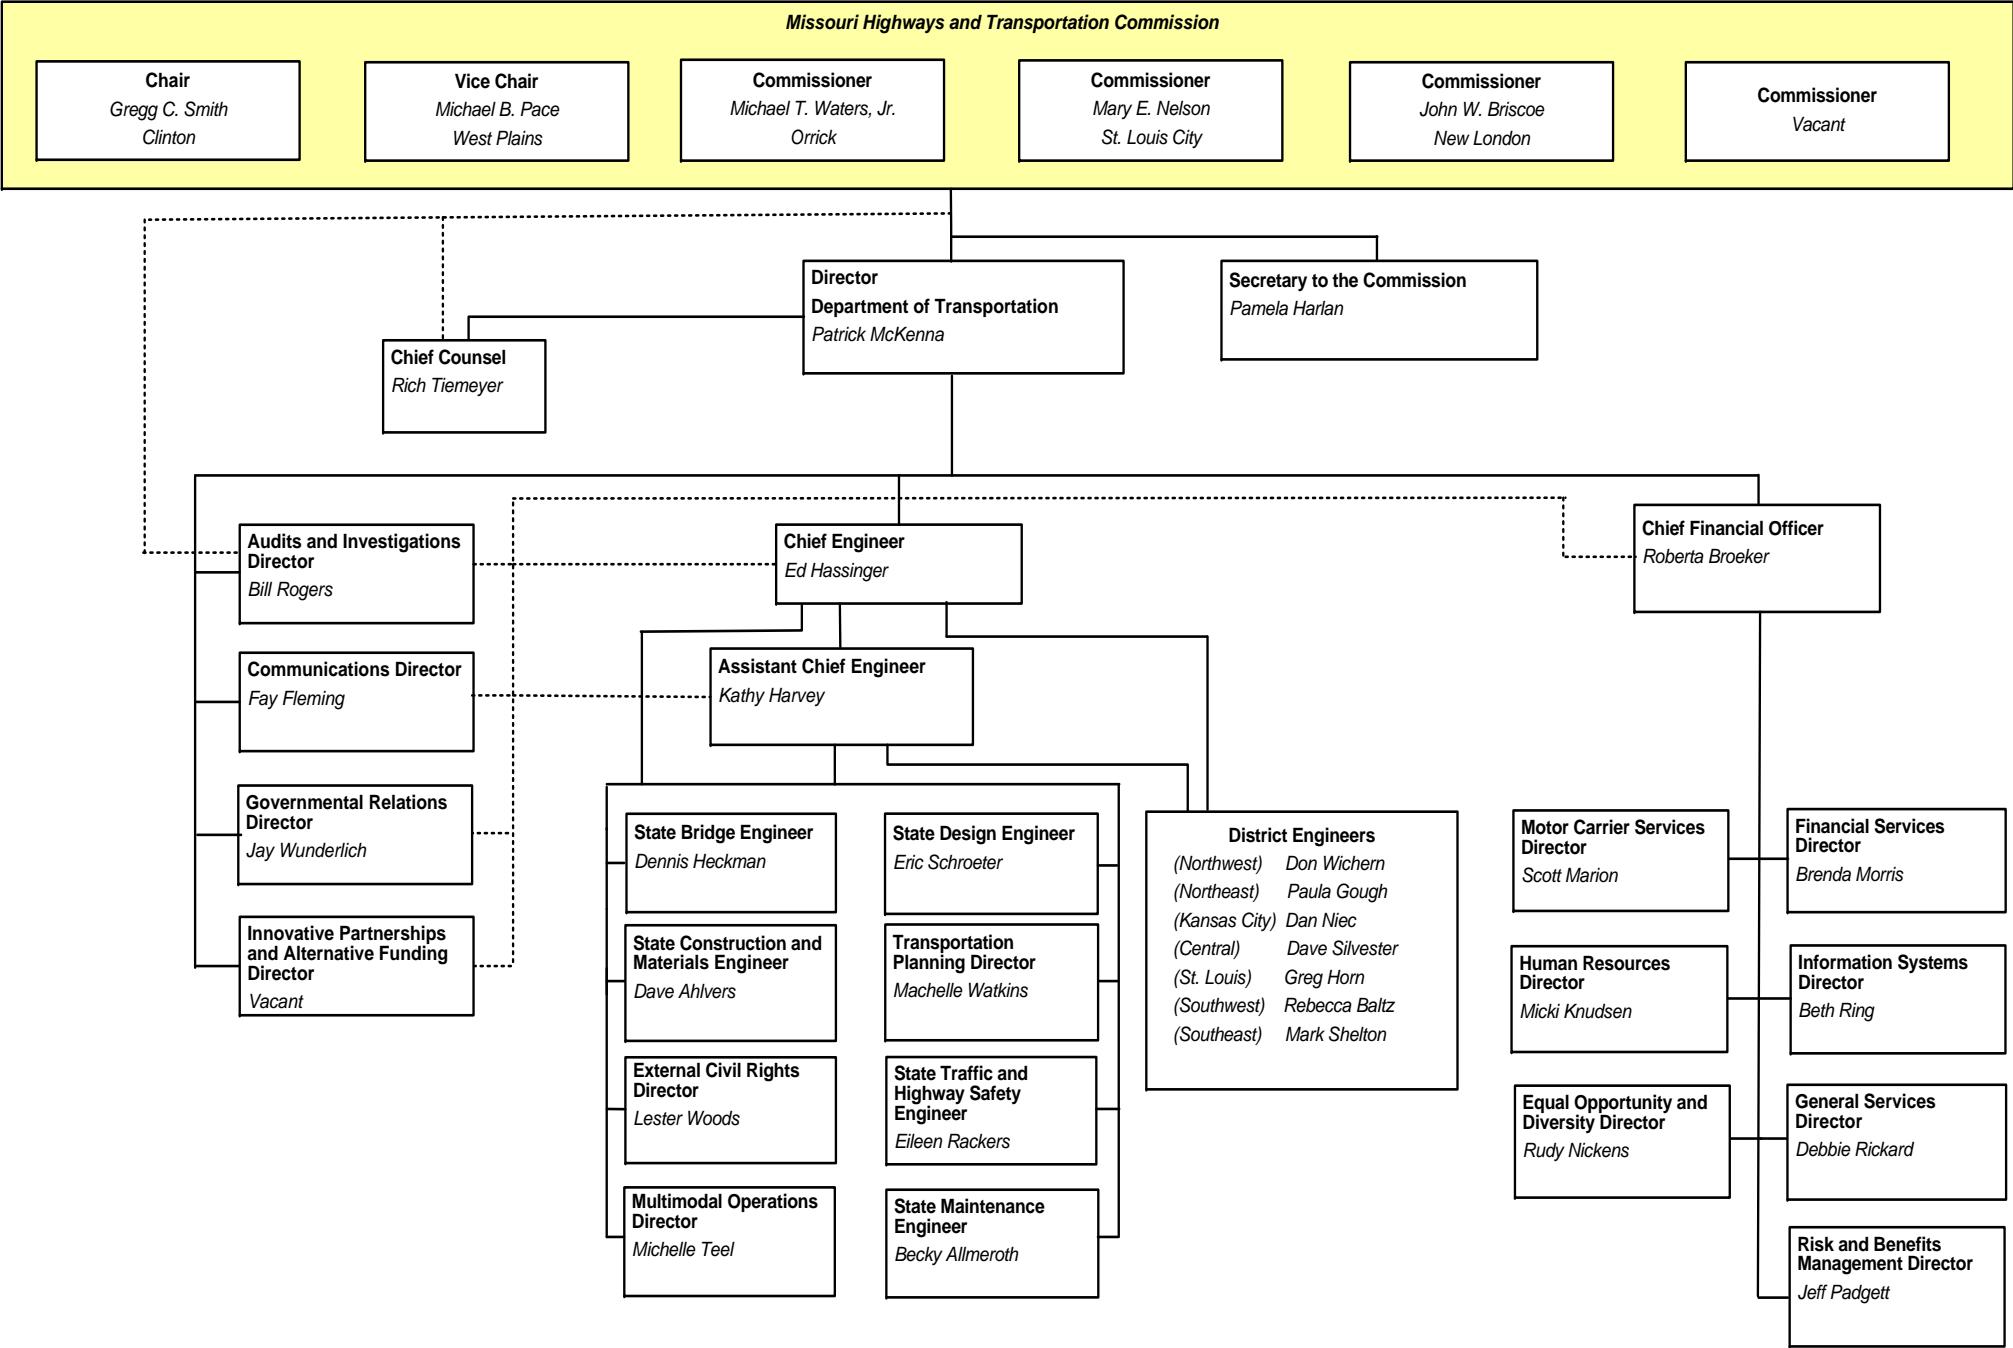 Missouri Highways and Transportation Commission
Chair
Gregg C. Smith
Clinton
Vice Chair
Michael B. Pace
West Plains
Commissioner
Michael T. Waters, Jr.
Orrick
Commissioner
Mary E. Nelson
St. Louis City
Commissioner
John W. Briscoe
New London
Commissioner
Vacant
Director
Department of Transportation
Patrick McKenna
Secretary to the Commission
Pamela Harlan
Chief Counsel
Rich Tiemeyer
Audits and Investigations
Director
Bill Rogers
Chief Engineer
Ed Hassinger
Chief Financial Officer
Roberta Broeker
Communications Director
Fay Fleming
Assistant Chief Engineer
Kathy Harvey
Governmental Relations
Director
Jay Wunderlich
Innovative Partnerships
and Alternative Funding
Director
Vacant
State Bridge Engineer
Dennis Heckman
State Design Engineer
Eric Schroeter
State Construction and
Materials Engineer
Dave Ahlvers
Transportation
Planning Director
Machelle Watkins
External Civil Rights
Director
Lester Woods
State Traffic and
Highway Safety
Engineer
Eileen Rackers
Multimodal Operations
Director
Michelle Teel
State Maintenance
Engineer
Becky Allmeroth
District Engineers
(Northwest) Don Wichern
(Northeast) Paula Gough
(Kansas City) Dan Niec
(Central) Dave Silvester
(St. Louis) Greg Horn
(Southwest) Rebecca Baltz
(Southeast) Mark Shelton
Motor Carrier Services
Director
Scott Marion
Financial Services
Director
Brenda Morris
Human Resources
Director
Micki Knudsen
Information Systems
Director
Beth Ring
Equal Opportunity and
Diversity Director
Rudy Nickens
General Services
Director
Debbie Rickard
Risk and Benefits
Management Director
Jeff Padgett